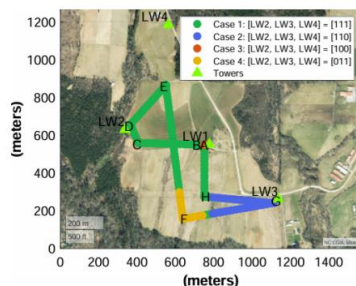 1200
1000
800
600
400
200
0
(meters)
0 200 400 600 800 1000 1200 1400
(meters)
Case 1: [LW2, LW3, LW4] = [111]
Case 2: [LW2, LW3, LW4] = [110]
Case 3: [LW2, LW3, LW4] = [100]
Case 4: [LW2, LW3, LW4] = [011]
Towers
LW4
E
LW2
D
C
BA
LW1
H
LW3
G
F
200 m
500 ft